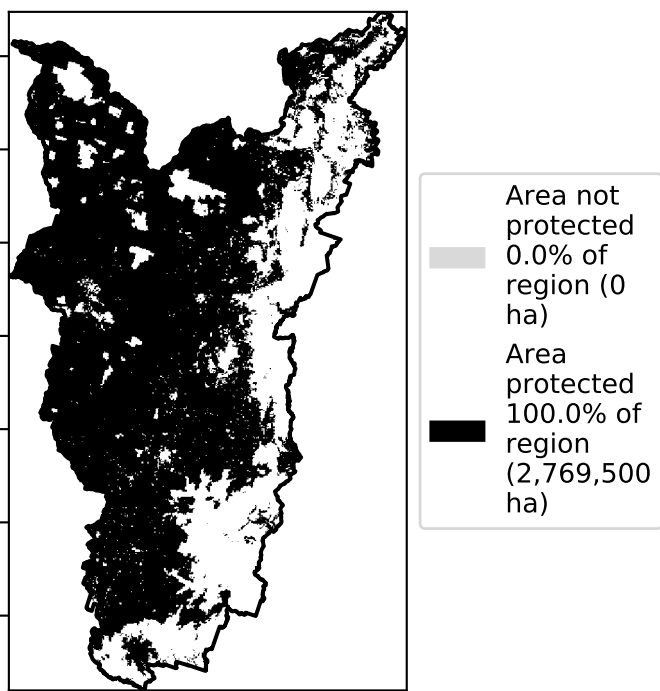 Area not
protected
0.0% of
region (0
ha)
Area
protected
100.0% of
region
(2,769,500
ha)